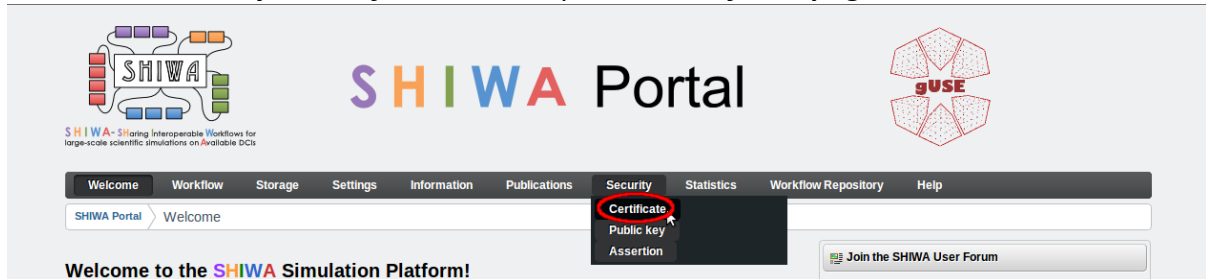 SHIWA
SHIWA Portal
gUSE
SHIWA - SHaring Interoperable Workflows for
large-scale scientific simulations on Available DCIs
Welcome Workflow Storage Settings Information Publications Security Statistics Workflow Repository Help
SHIWA Portal Welcome
Certificate
Public key
Assertion
Welcome to the SHIWA Simulation Platform!
Join the SHIWA User Forum